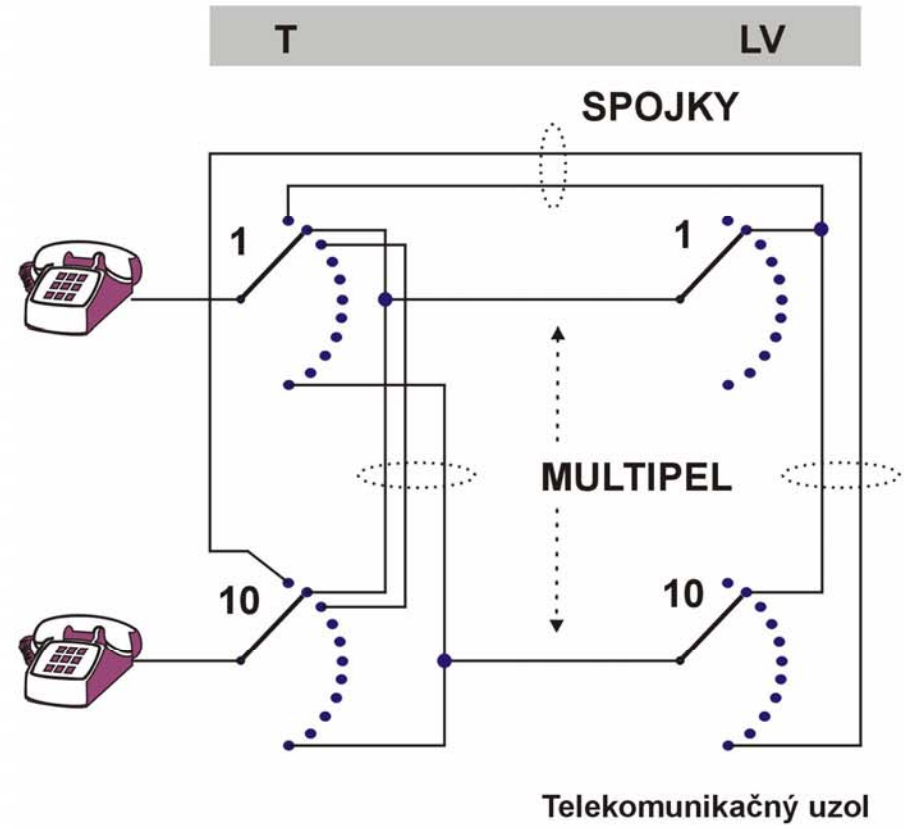 T LV
SPOJKY
1 1
MULTIPEL
10 10
Telekomunikačný uzol